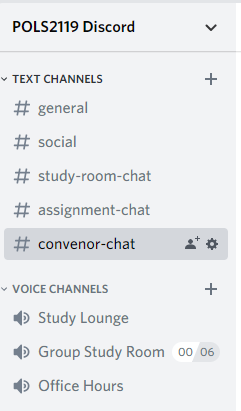 POLS2119 Discord
TEXT CHANNELS
# general
# social
# study-room-chat
# assignment-chat
# convenor-chat
VOICE CHANNELS
Study Lounge
Group Study Room 00 06
Office Hours